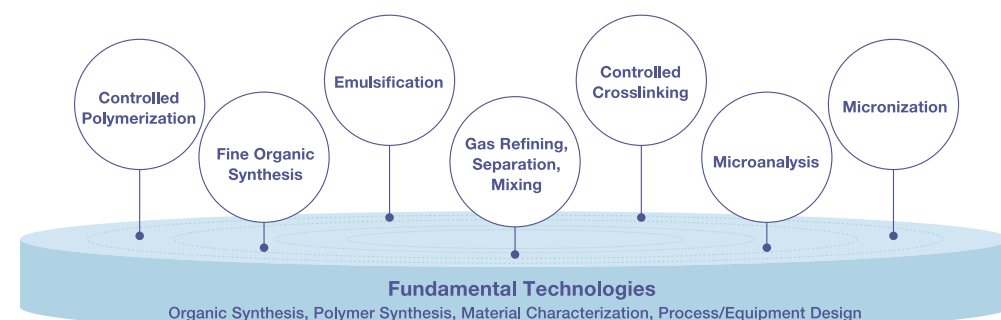 Controlled
Polymerization
Fine Organic
Synthesis
Emulsification
Gas Refining,
Separation,
Mixing
Controlled
Crosslinking
Microanalysis
Micronization
Fundamental Technologies
Organic Synthesis, Polymer Synthesis, Material Characterization, Process/Equipment Design